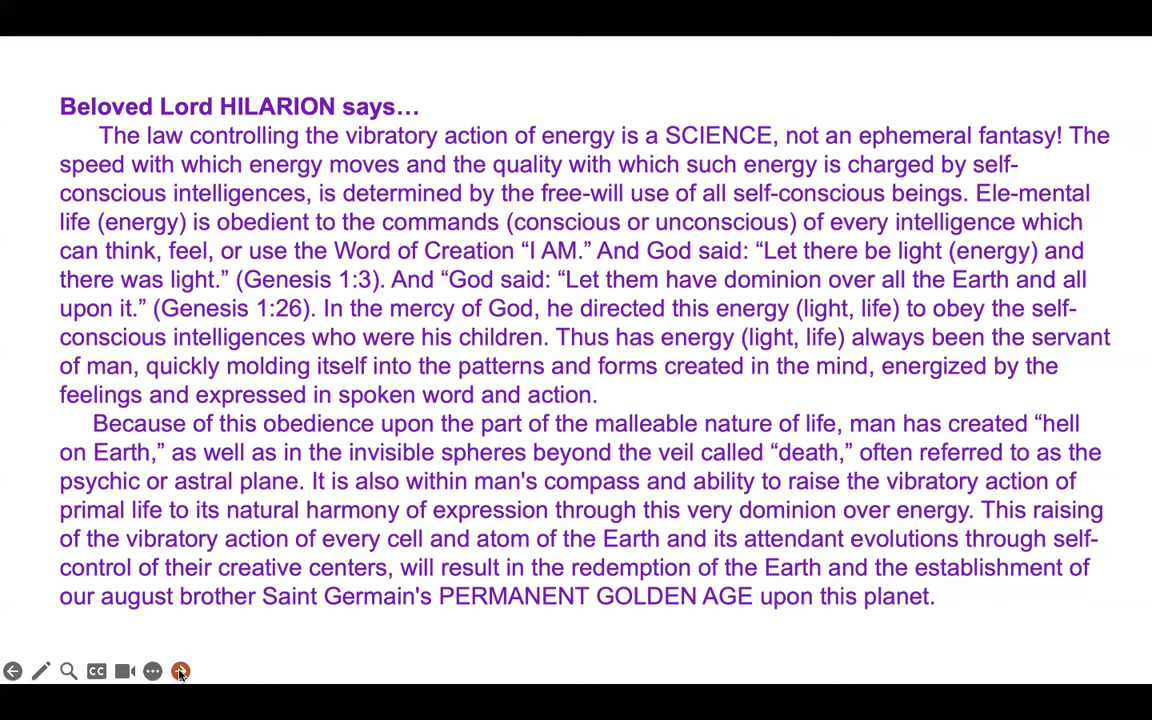 Beloved Lord HILARION says…
The law controlling the vibratory action of energy is a SCIENCE, not an ephemeral fantasy! The
speed with which energy moves and the quality with which such energy is charged by self-
conscious intelligences, is determined by the free-will use of all self-conscious beings. Ele-mental
life (energy) is obedient to the commands (conscious or unconscious) of every intelligence which
can think, feel, or use the Word of Creation “I AM.” And God said: “Let there be light (energy) and
there was light.” (Genesis 1:3). And “God said: “Let them have dominion over all the Earth and all
upon it.” (Genesis 1:26). In the mercy of God, he directed this energy (light, life) to obey the self-
conscious intelligences who were his children. Thus has energy (light, life) always been the servant
of man, quickly molding itself into the patterns and forms created in the mind, energized by the
feelings and expressed in spoken word and action.
Because of this obedience upon the part of the malleable nature of life, man has created “hell
on Earth,” as well as in the invisible spheres beyond the veil called “death,” often referred to as the
psychic or astral plane. It is also within man's compass and ability to raise the vibratory action of
primal life to its natural harmony of expression through this very dominion over energy. This raising
of the vibratory action of every cell and atom of the Earth and its attendant evolutions through self-
control of their creative centers, will result in the redemption of the Earth and the establishment of
our august brother Saint Germain's PERMANENT GOLDEN AGE upon this planet.
CC